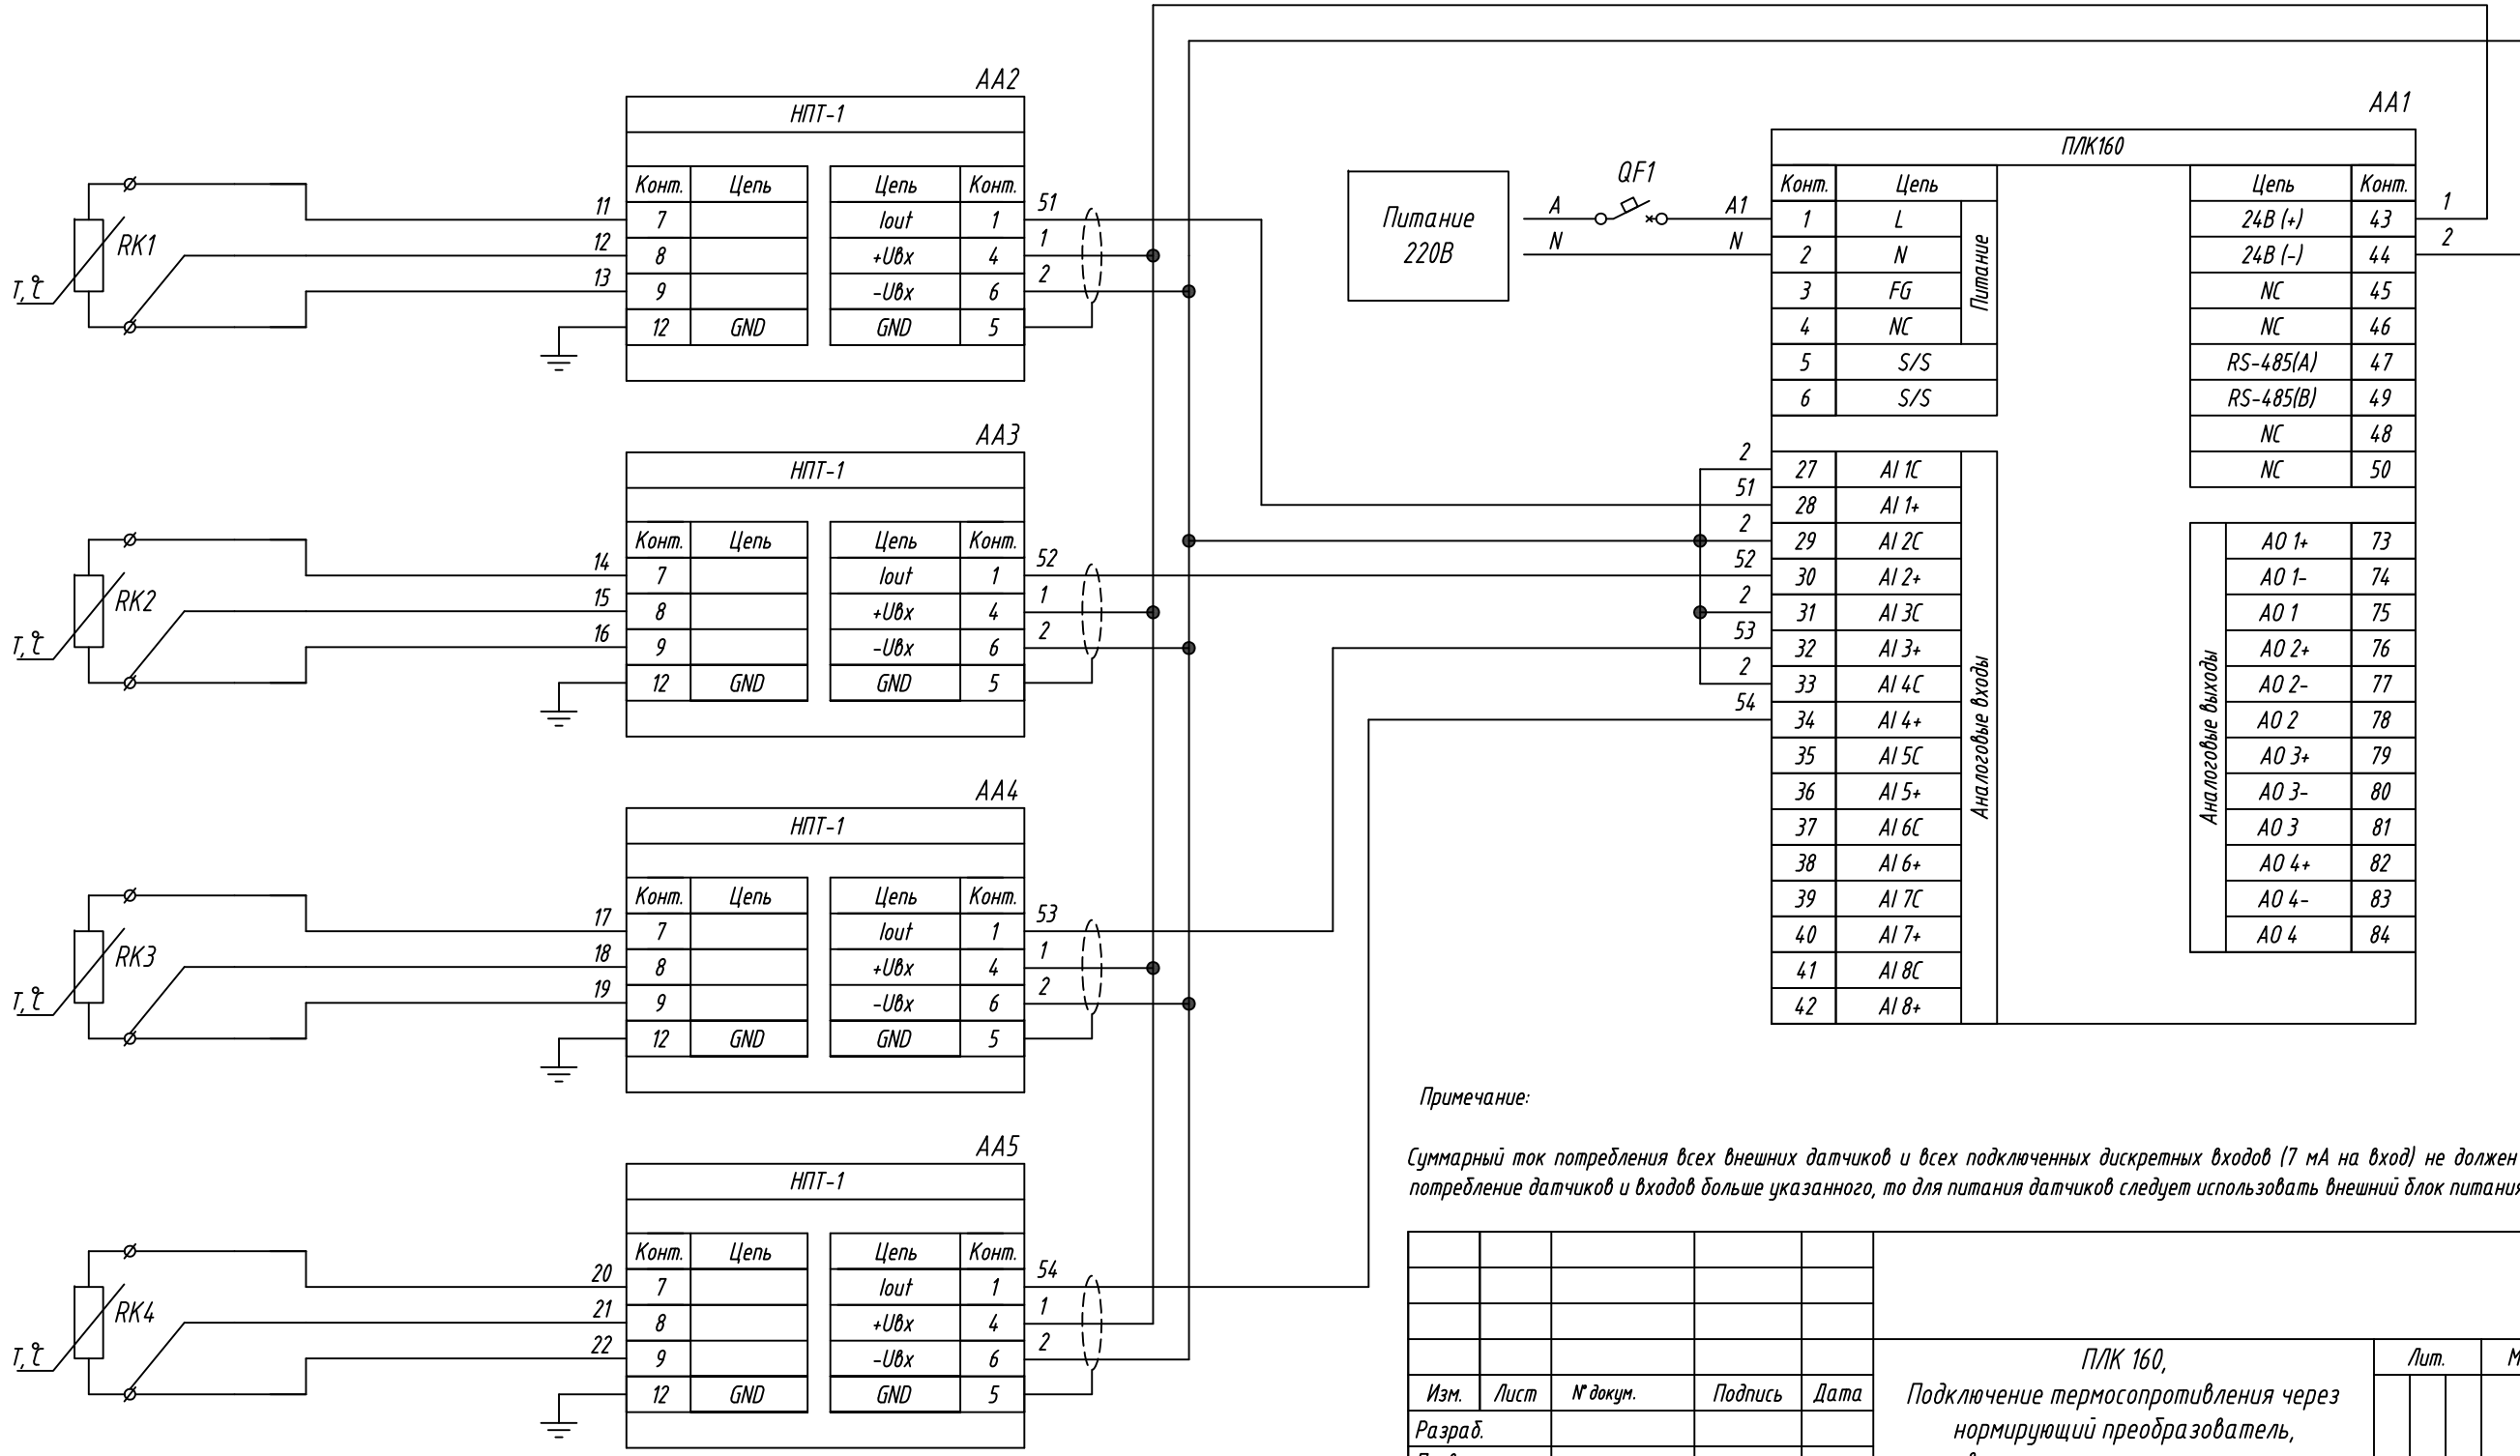 АА2
НПТ-1
Конт. Цепь Цепь Конт.
11 7 Iout 1 51
12 8 +Uвх 4 1
13 9 -Uвх 6 2
12 GND GND 5
RK1
Т,℃
АА3
НПТ-1
Конт. Цепь Цепь Конт.
14 7 Iout 1 52
15 8 +Uвх 4 1
16 9 -Uвх 6 2
12 GND GND 5
RK2
Т,℃
АА4
НПТ-1
Конт. Цепь Цепь Конт.
17 7 Iout 1 53
18 8 +Uвх 4 1
19 9 -Uвх 6 2
12 GND GND 5
RK3
Т,℃
АА5
НПТ-1
Конт. Цепь Цепь Конт.
20 7 Iout 1 54
21 8 +Uвх 4 1
22 9 -Uвх 6 2
12 GND GND 5
RK4
Т,℃
Питание
220В
QF1
A A1
N N
АА1
ПЛК160
Конт. Цепь
1 L
2 N
3 FG
4 NC
Питание
5 S/S
6 S/S
2 27 AI 1C
51 28 AI 1+
2 29 AI 2C
52 30 AI 2+
2 31 AI 3C
53 32 AI 3+
2 33 AI 4C
54 34 AI 4+
35 AI 5C
36 AI 5+
37 AI 6C
38 AI 6+
39 AI 7C
40 AI 7+
41 AI 8C
42 AI 8+
Аналоговые входы
Цепь Конт.
24В (+) 43 1
24В (-) 44 2
NC 45
NC 46
RS-485(A) 47
RS-485(B) 49
NC 48
NC 50
Аналоговые выходы
AO 1+ 73
AO 1- 74
AO 1 75
AO 2+ 76
AO 2- 77
AO 2 78
AO 3+ 79
AO 3- 80
AO 3 81
AO 4+ 82
AO 4- 83
AO 4 84
Примечание:
Суммарный ток потребления всех внешних датчиков и всех подключенных дискретных входов (7 мА на вход) не должен
потребление датчиков и входов больше указанного, то для питания датчиков следует использовать внешний блок питания
Изм. Лист № докум. Подпись Дата
Разраб.
ПЛК 160,
Подключение термосопротивления через
нормирующий преобразователь,
Лит.